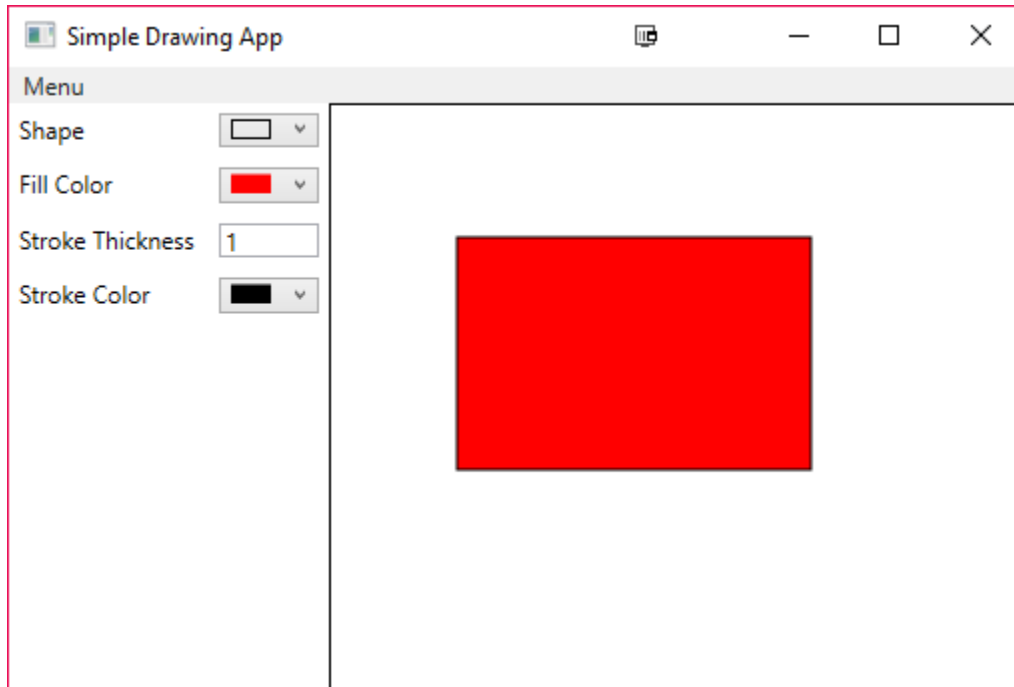 Simple Drawing App
Menu
Shape
Fill Color
Stroke Thickness 1
Stroke Color